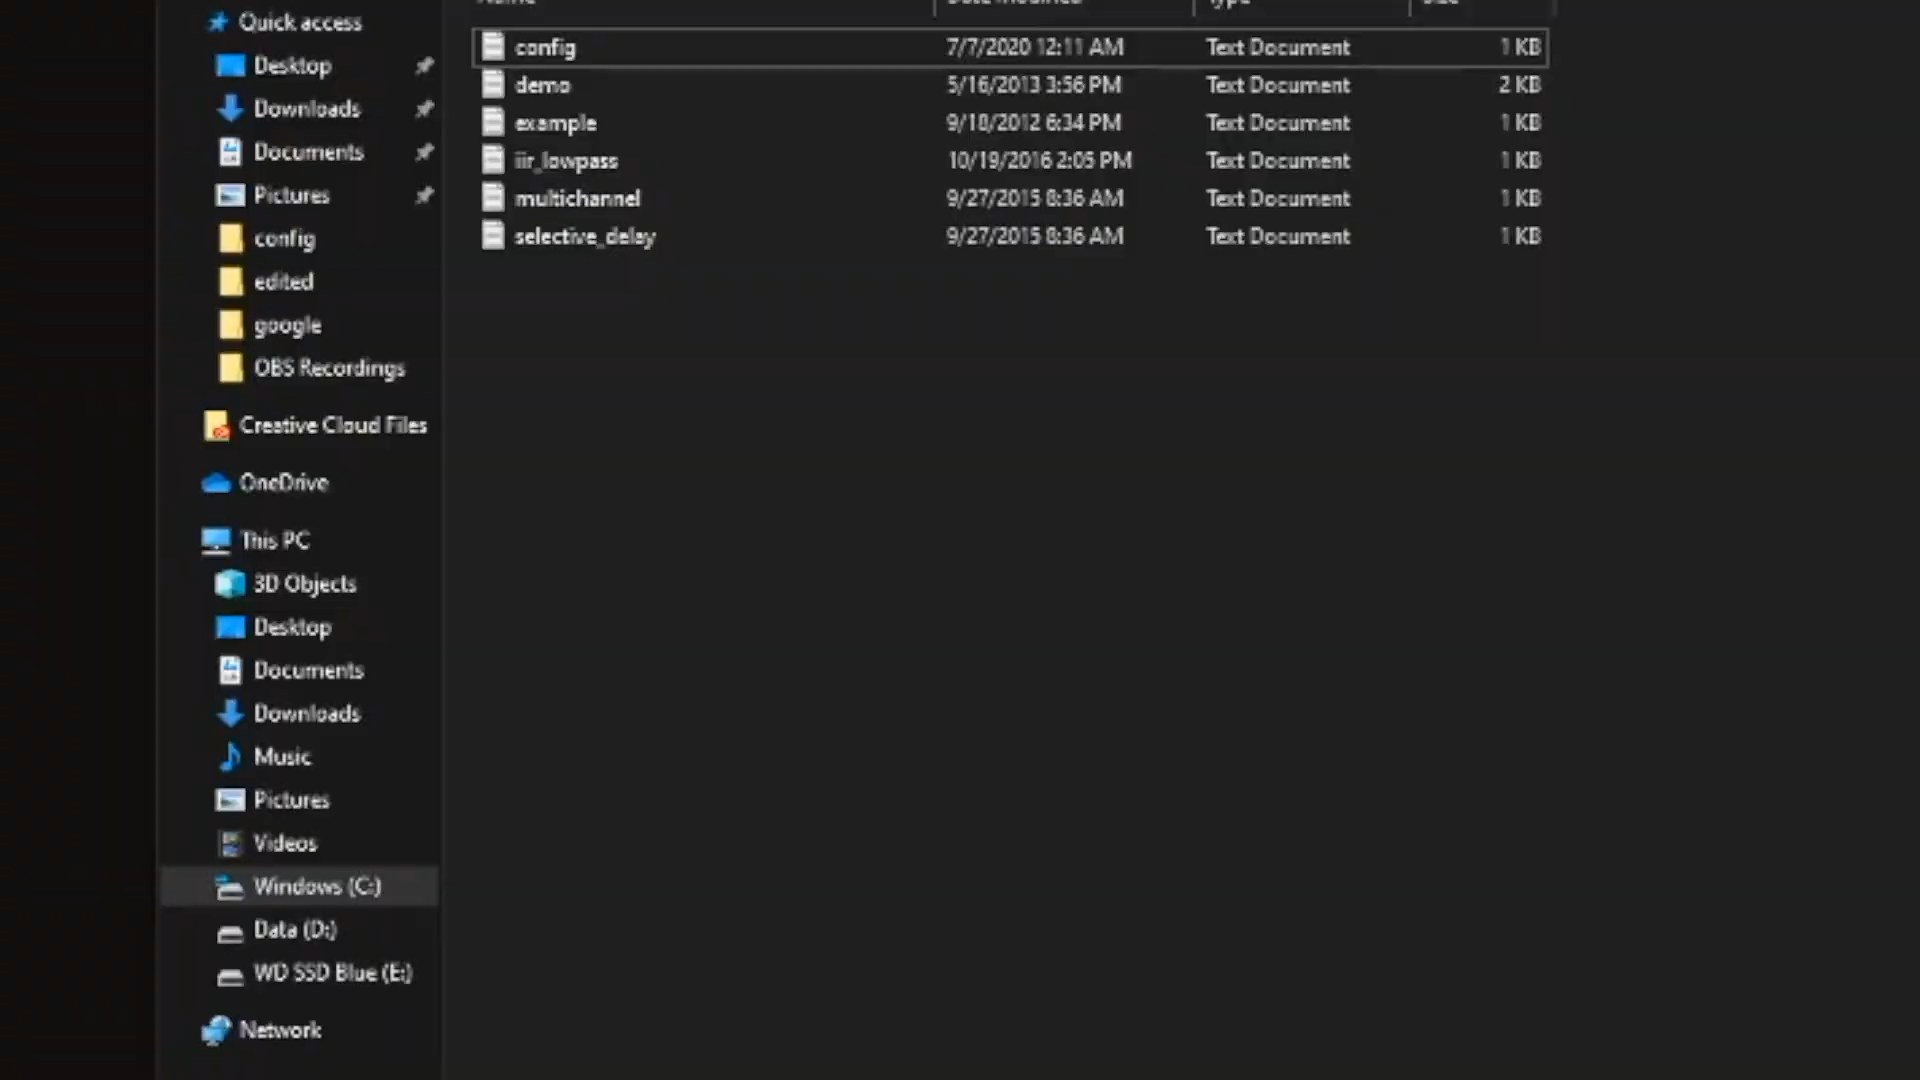 Name Date modified Type Size
Quick access
config 7/7/2020 12:11 AM Text Document 1 KB
Desktop
demo 5/16/2013 3:56 PM Text Document 2 KB
Downloads
example 9/18/2012 6:34 PM Text Document 1 KB
Documents
iir_lowpass 10/19/2016 2:05 PM Text Document 1 KB
Pictures
multichannel 9/27/2015 8:36 AM Text Document 1 KB
config
selective_delay 9/27/2015 8:36 AM Text Document 1 KB
edited
google
OBS Recordings
Creative Cloud Files
OneDrive
This PC
3D Objects
Desktop
Documents
Downloads
Music
Pictures
Videos
Windows (C:)
Data (D:)
WD SSD Blue (E:)
Network